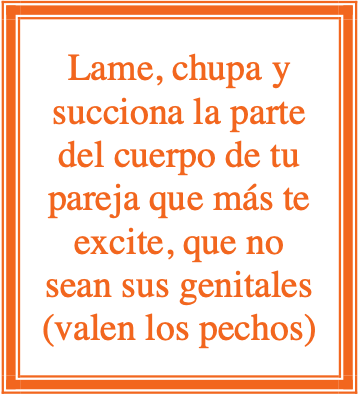 Lame, chupa y
succiona la parte
del cuerpo de tu
pareja que más te
excite, que no
sean sus genitales
(valen los pechos)